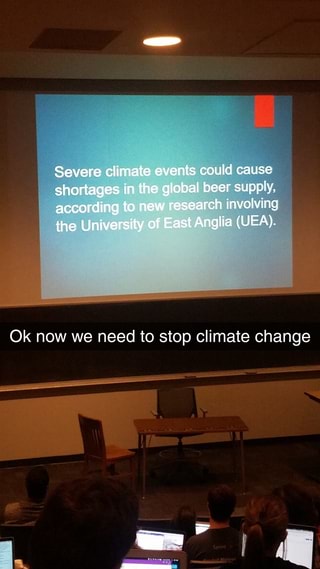 Severe climate events could cause
shortages in the global beer supply,
according to new research involving
the University of East Anglia (UEA).
Ok now we need to stop climate change